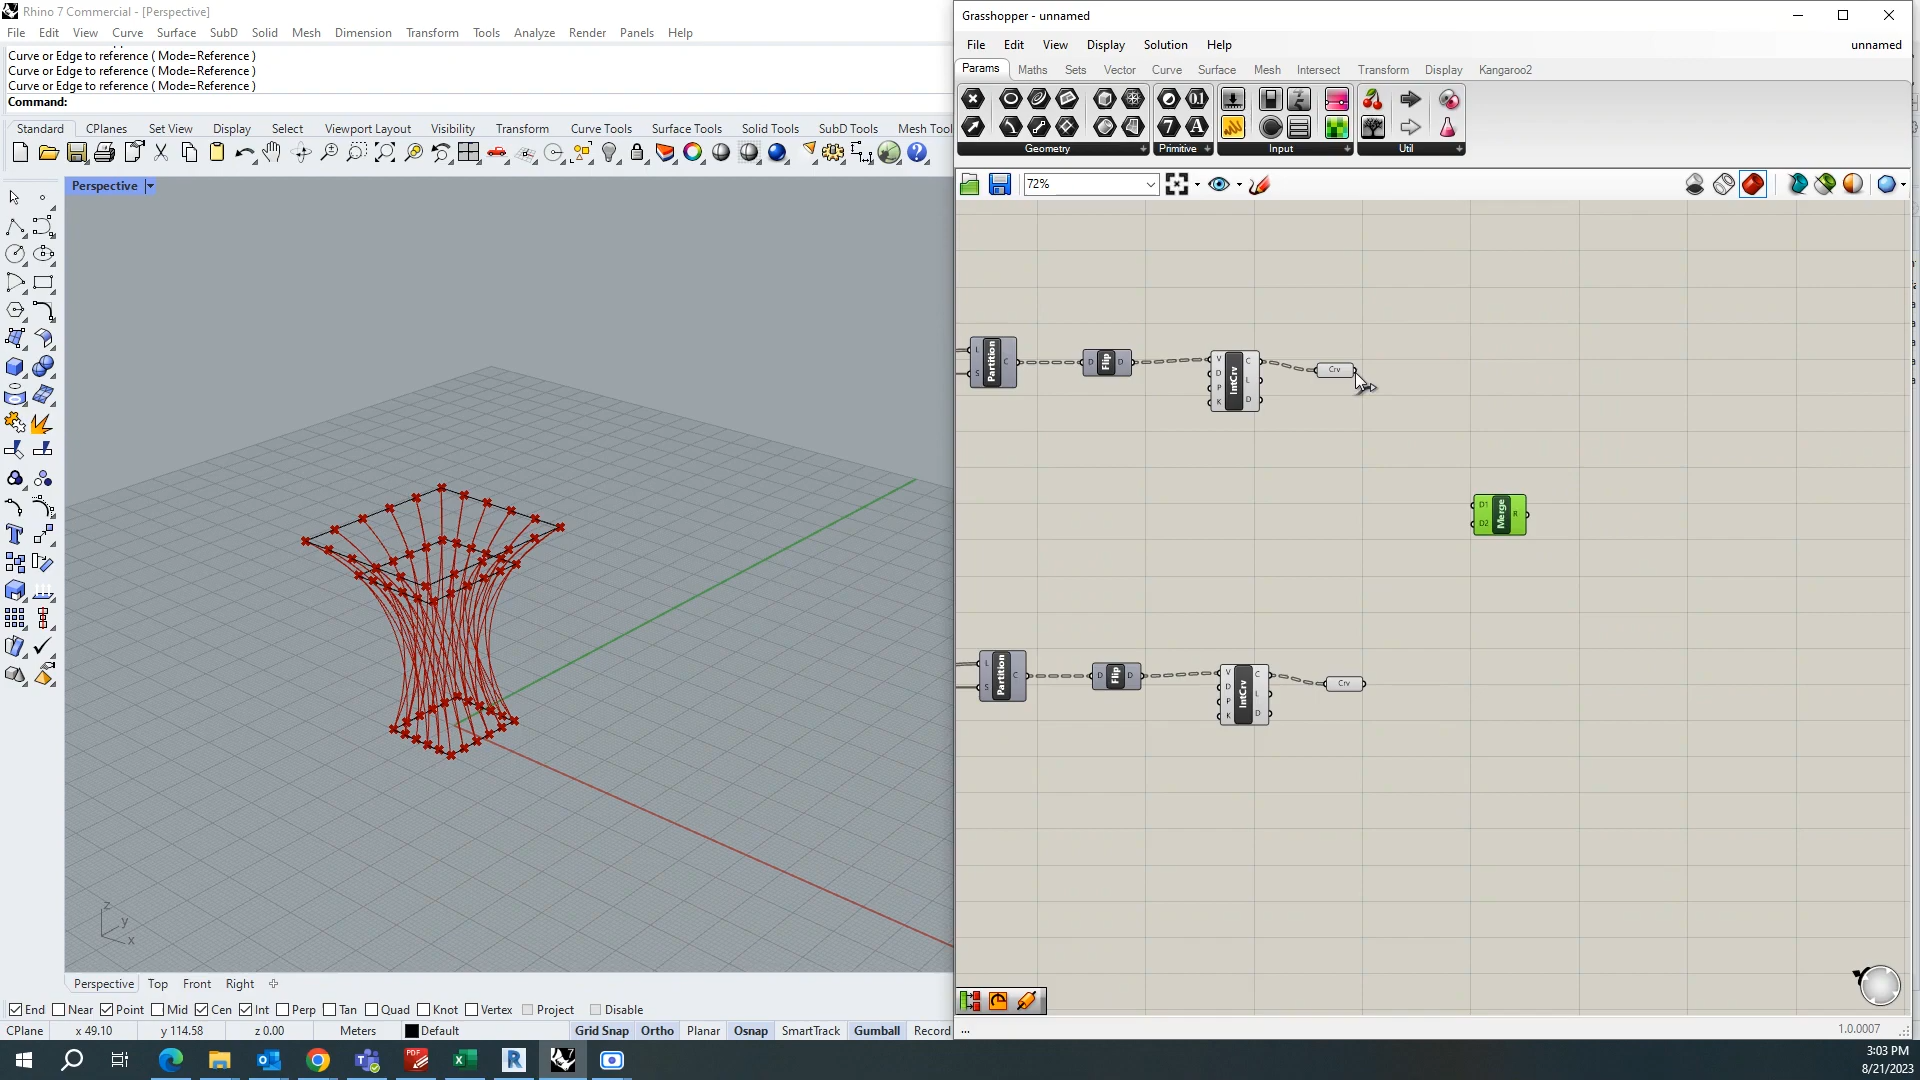 Rhino 7 Commercial - [Perspective]
File Edit View Curve Surface SubD Solid Mesh Dimension Transform Tools Analyze Render Panels Help
Curve or Edge to reference ( Mode=Reference )
Curve or Edge to reference ( Mode=Reference )
Curve or Edge to reference ( Mode=Reference )
Command:
Standard CPlanes Set View Display Select Viewport Layout Visibility Transform Curve Tools Surface Tools Solid Tools SubD Tools Mesh Tool
Perspective
z
y
x
Perspective Top Front Right
End Near Point Mid Cen Int Perp Tan Quad Knot Vertex Project Disable
CPlane x 49.10 y 114.58 z 0.00 Meters Default Grid Snap Ortho Planar Osnap SmartTrack Gumball Record
Grasshopper - unnamed
File Edit View Display Solution Help unnamed
Params Maths Sets Vector Curve Surface Mesh Intersect Transform Display Kangaroo2
Geometry Primitive Input Util
72%
L S Partition C D Flip D V D P K IntCrv C L D Crv
D1 D2 Merge R
L S Partition C D Flip D V D P K IntCrv C L D Crv
... 1.0.0007
3:03 PM
8/21/2023